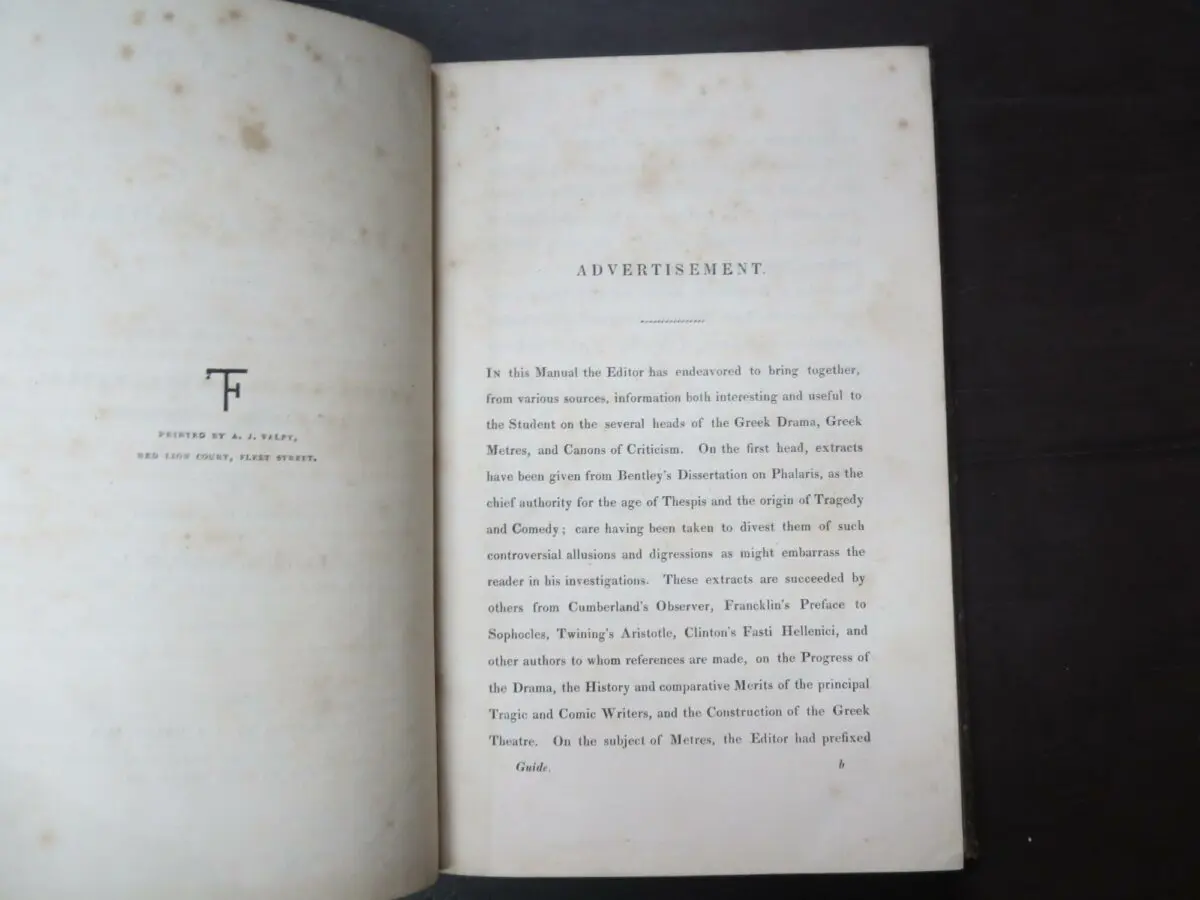 PRINTED BY A. J. VALPY,
RED LION COURT, FLEET STREET.
ADVERTISEMENT.
IN this Manual the Editor has endeavored to bring together,
from various sources, information both interesting and useful to
the Student on the several heads of the Greek Drama, Greek
Metres, and Canons of Criticism. On the first head, extracts
have been given from Bentley's Dissertation on Phalaris, as the
chief authority for the age of Thespis and the origin of Tragedy
and Comedy; care having been taken to divest them of such
controversial allusions and digressions as might embarrass the
reader in his investigations. These extracts are succeeded by
others from Cumberland's Observer, Francklin's Preface to
Sophocles, Twining's Aristotle, Clinton's Fasti Hellenici, and
other authors to whom references are made, on the Progress of
the Drama, the History and comparative Merits of the principal
Tragic and Comic Writers, and the Construction of the Greek
Theatre. On the subject of Metres, the Editor had prefixed
Guide. b